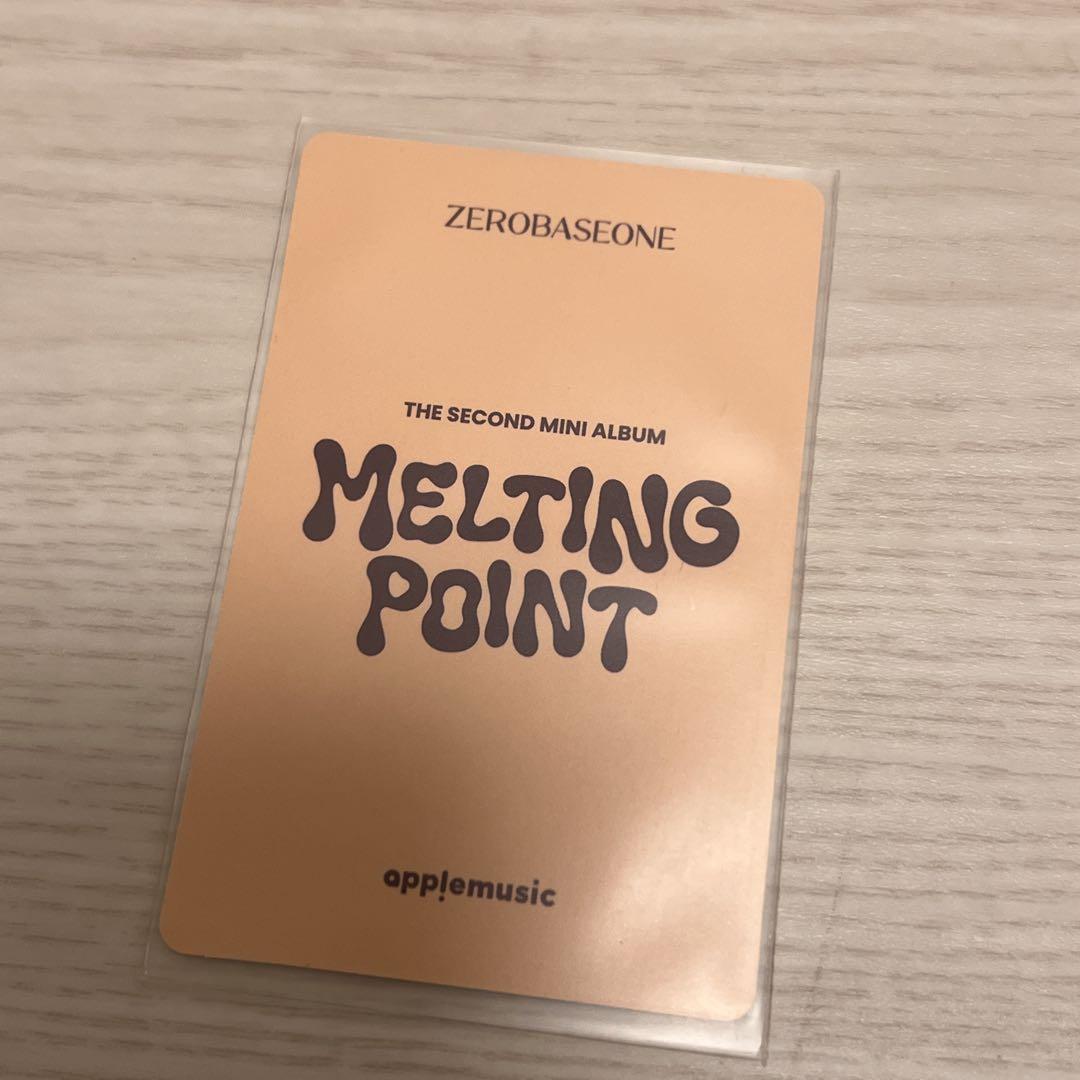 ZEROBASEONE
THE SECOND MINI ALBUM
MELTING
POINT
applemusic